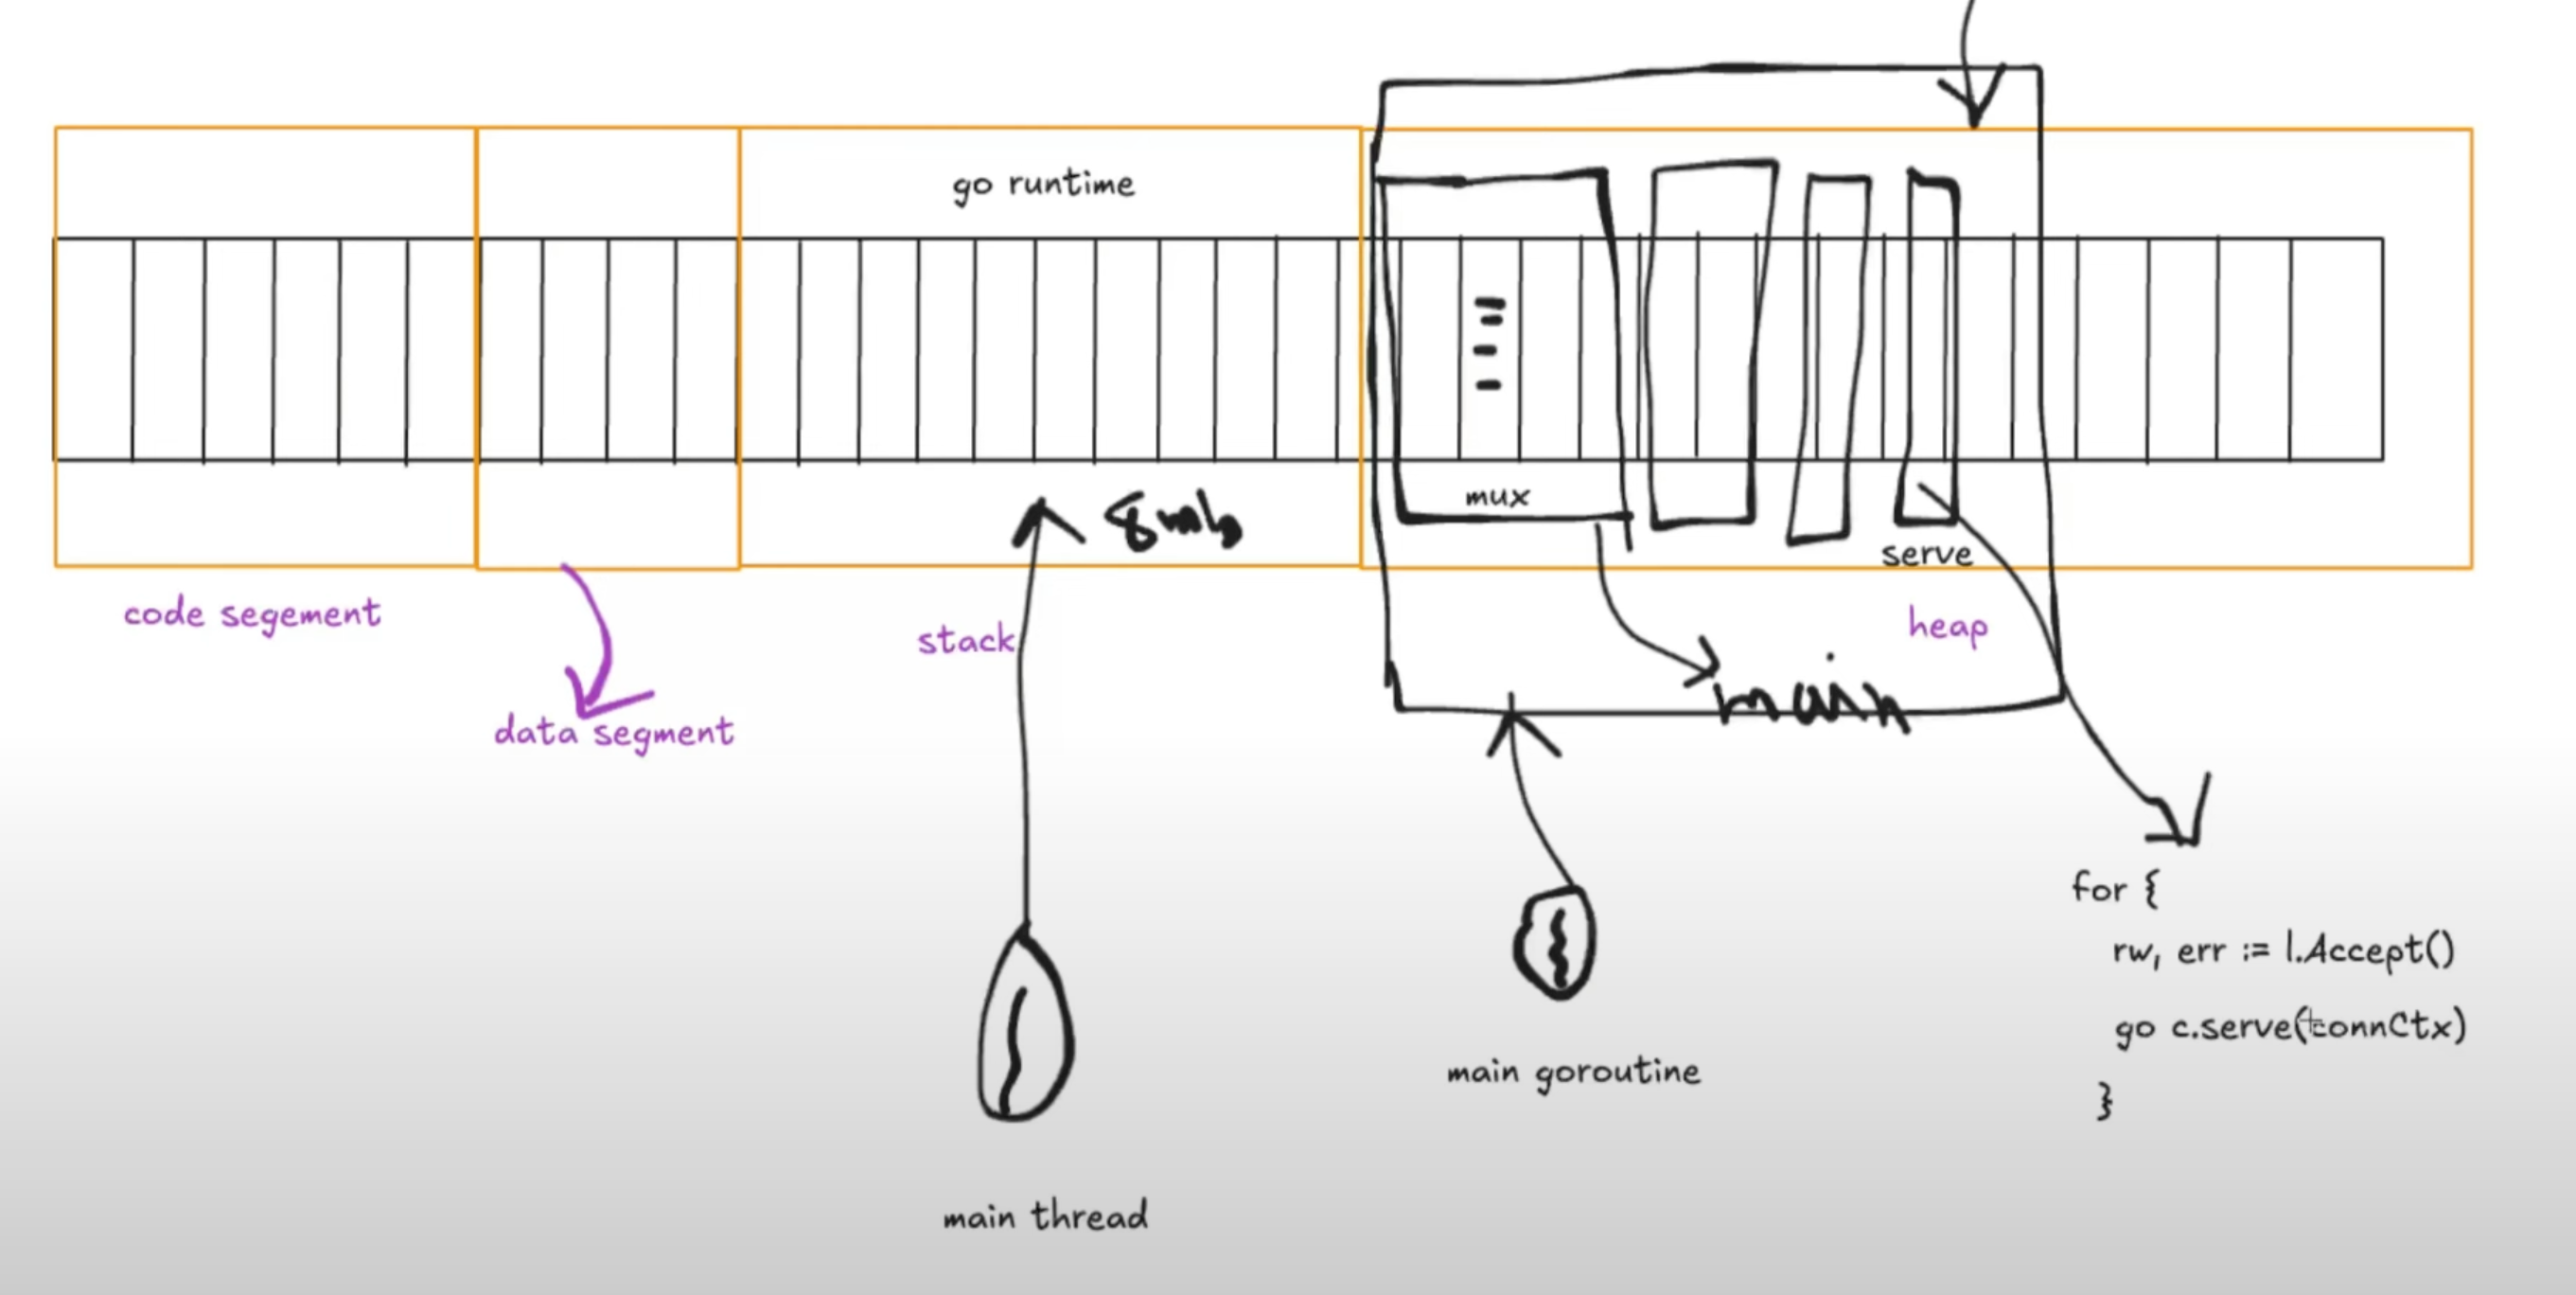 go runtime
8mb
mux
serve
code segement
stack
heap
main
data segment
for {
rw, err := l.Accept()
go c.serve(connCtx)
}
main goroutine
main thread